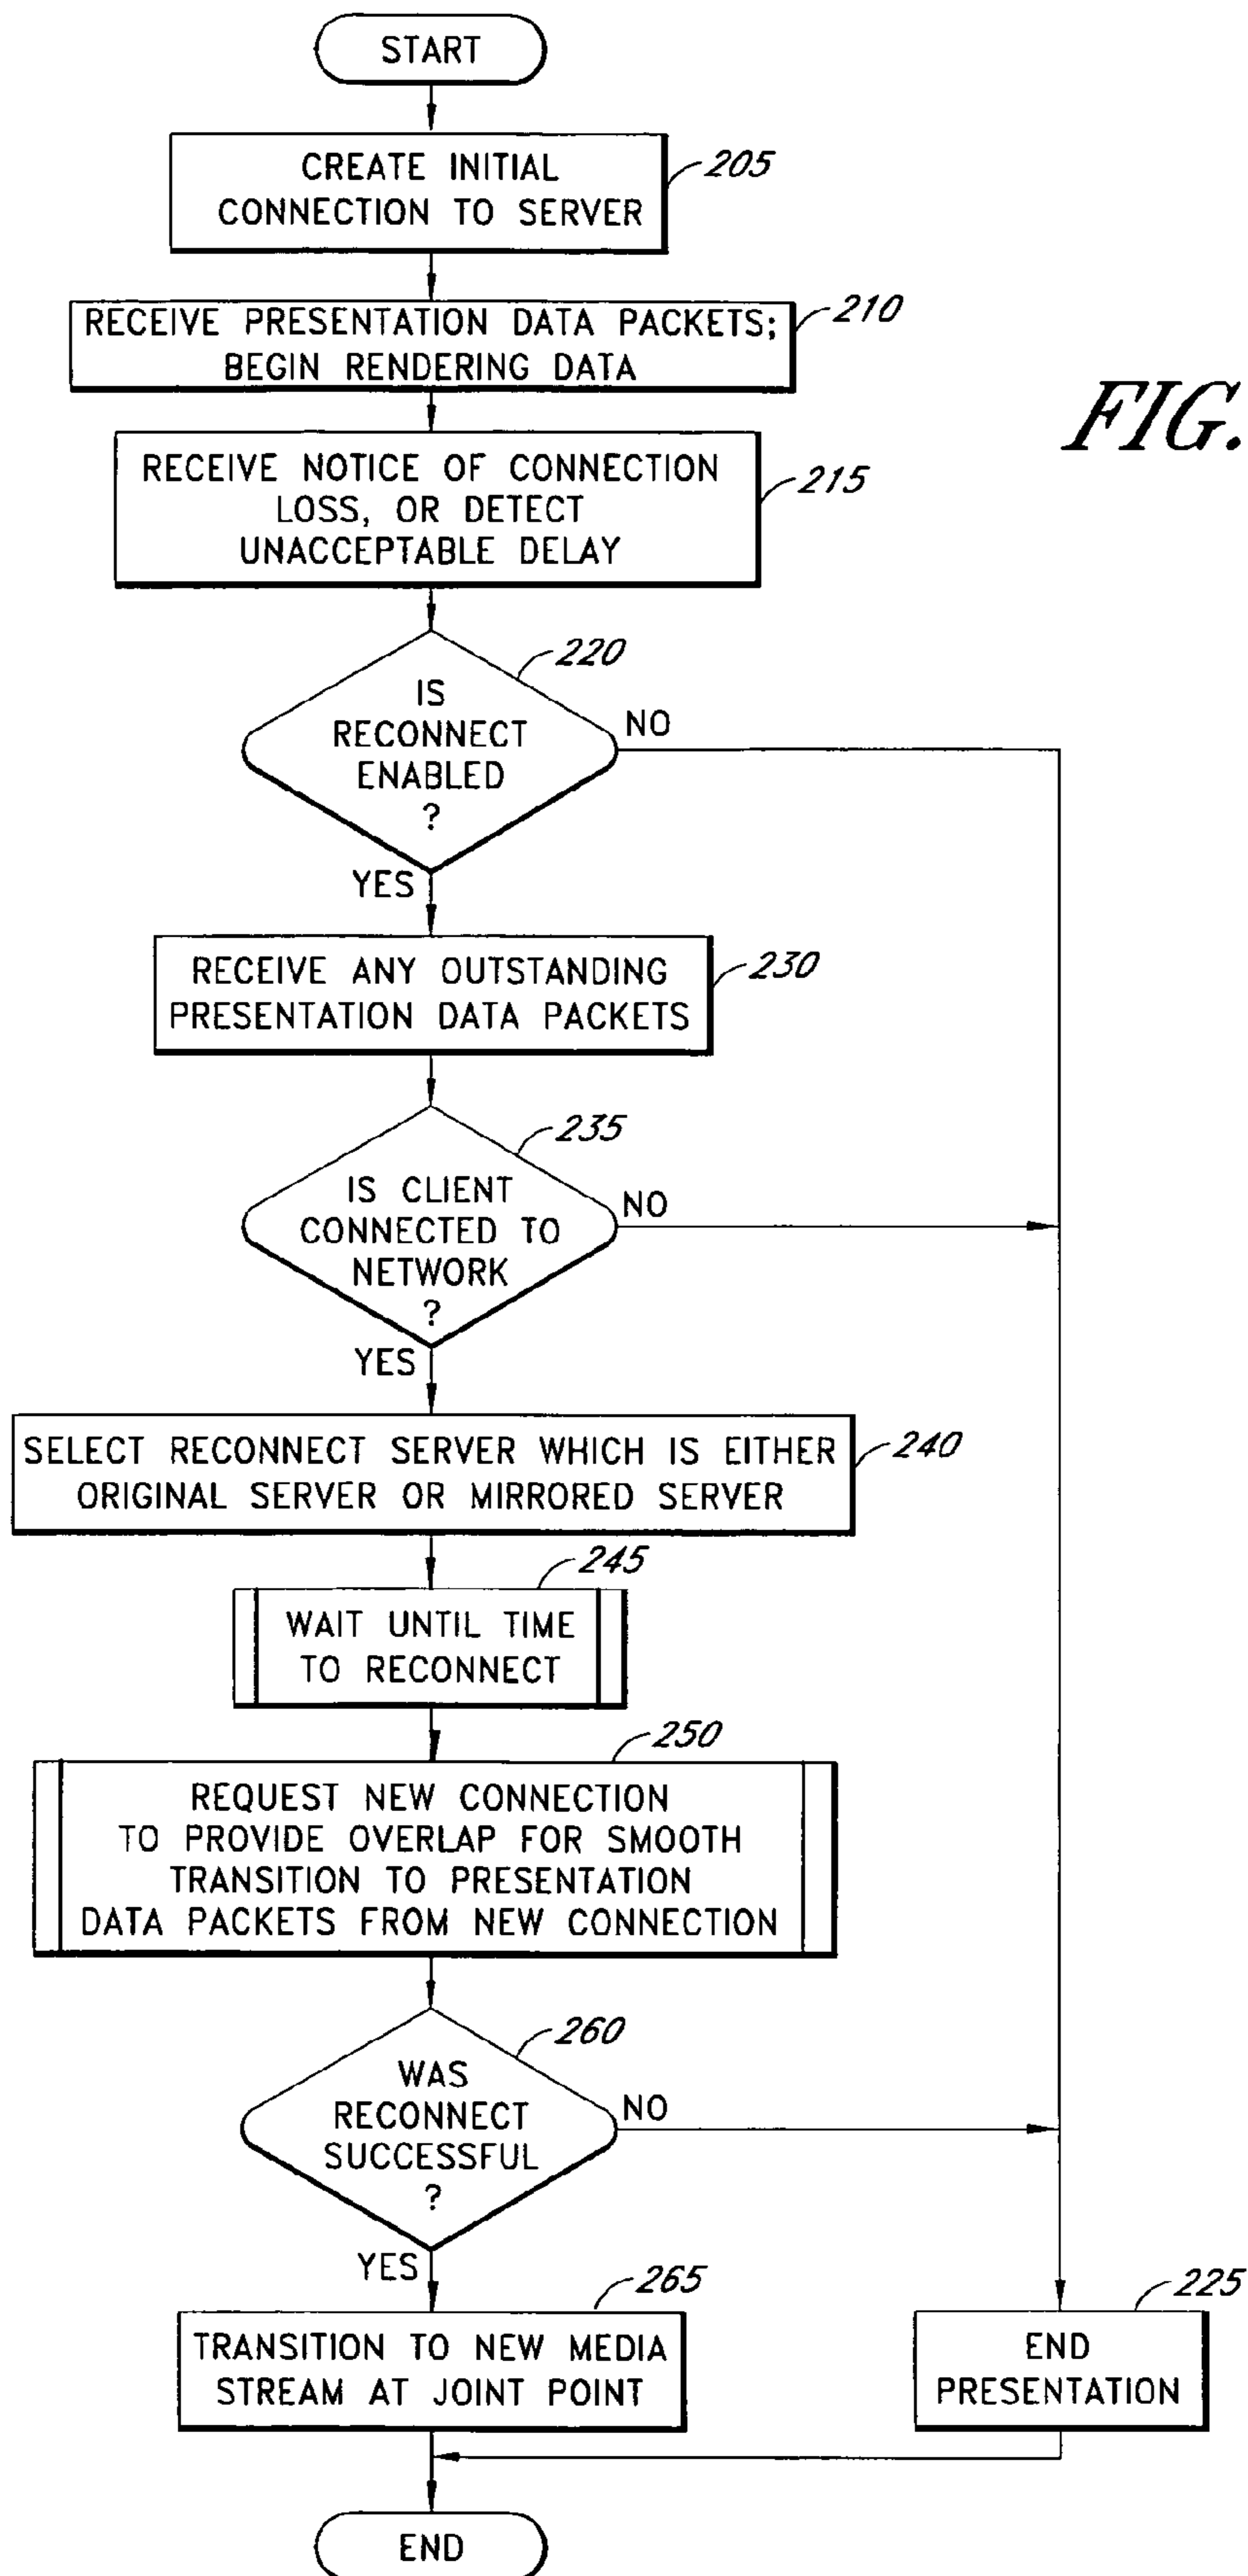 START
CREATE INITIAL
CONNECTION TO SERVER
205
RECEIVE PRESENTATION DATA PACKETS;
BEGIN RENDERING DATA
210
FIG.
RECEIVE NOTICE OF CONNECTION
LOSS, OR DETECT
UNACCEPTABLE DELAY
215
220
IS
RECONNECT
ENABLED
?
NO
YES
RECEIVE ANY OUTSTANDING
PRESENTATION DATA PACKETS
230
235
IS CLIENT
CONNECTED TO
NETWORK
?
NO
YES
SELECT RECONNECT SERVER WHICH IS EITHER
ORIGINAL SERVER OR MIRRORED SERVER
240
245
WAIT UNTIL TIME
TO RECONNECT
250
REQUEST NEW CONNECTION
TO PROVIDE OVERLAP FOR SMOOTH
TRANSITION TO PRESENTATION
DATA PACKETS FROM NEW CONNECTION
260
WAS
RECONNECT
SUCCESSFUL
?
NO
YES
265
TRANSITION TO NEW MEDIA
STREAM AT JOINT POINT
225
END
PRESENTATION
END